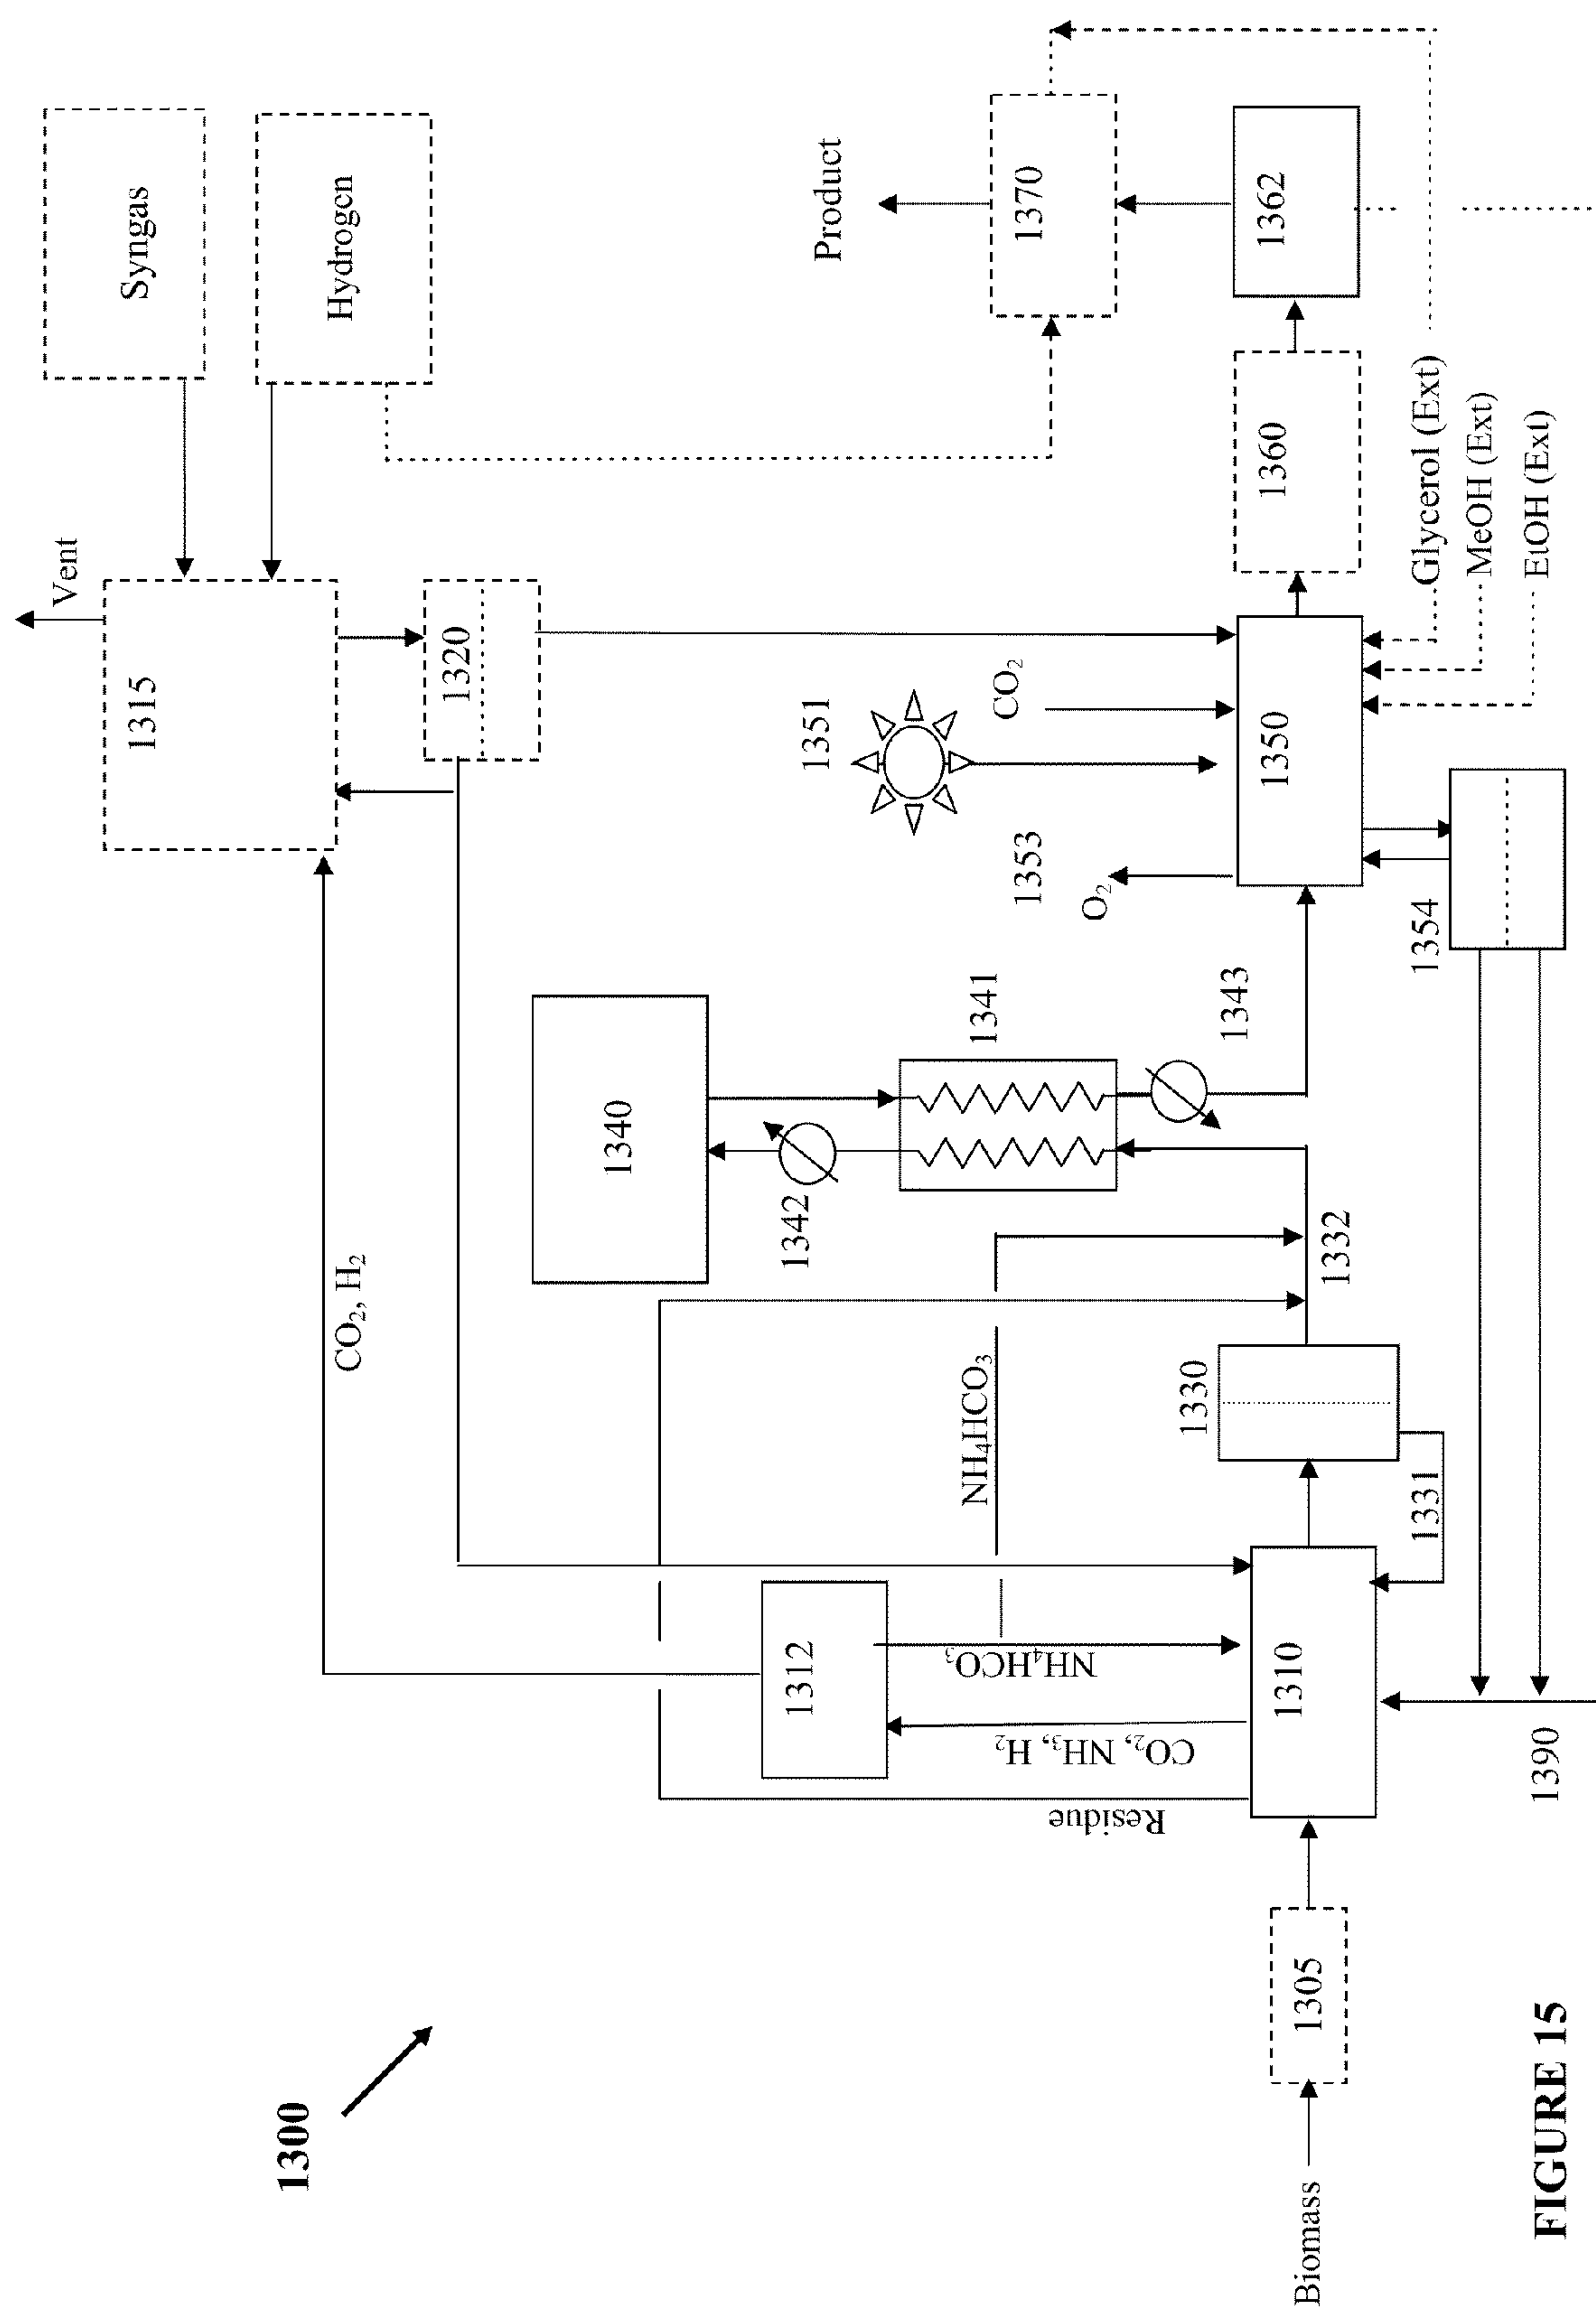 1300
Syngas
Hydrogcn
Vent
1315
1320
CO₂, H₂
1340
1342
1341
1343
1351
CO₂
1353
O₂
Product
1370
1362
1360
1350
1354
Glycerol (Ext)
MeOH (Ext)
EtOH (Ext)
NH₄HCO₃
1332
1330
1331
1312
NH₄HCO₃
CO₂, NH₃, H₂
Residue
1310
1390
1305
Biomass
FIGURE 15